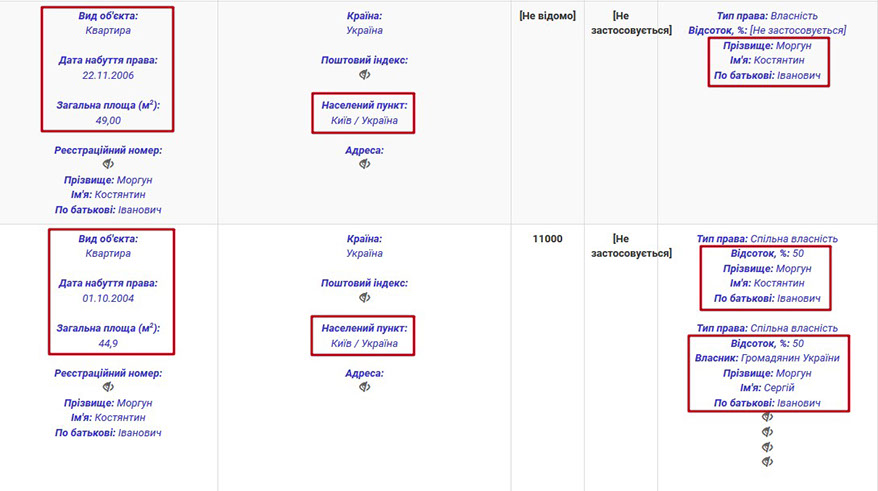 Вид об'єкта:
Квартира
Дата набуття права:
22.11.2006
Загальна площа (м²):
49,00
Реєстраційний номер:
Прізвище: Моргун
Ім'я: Костянтин
По батькові: Іванович
Країна:
Україна
Поштовий індекс:
Населений пункт:
Київ / Україна
Адреса:
[Не відомо]
[Не
застосовується]
Тип права: Власність
Відсоток, %: [Не застосовується]
Прізвище: Моргун
Ім'я: Костянтин
По батькові: Іванович
Вид об'єкта:
Квартира
Дата набуття права:
01.10.2004
Загальна площа (м²):
44,9
Реєстраційний номер:
Прізвище: Моргун
Ім'я: Костянтин
По батькові: Іванович
Країна:
Україна
Поштовий індекс:
Населений пункт:
Київ / Україна
Адреса:
11000
[Не
застосовується]
Тип права: Спільна власність
Відсоток, %: 50
Прізвище: Моргун
Ім'я: Костянтин
По батькові: Іванович
Тип права: Спільна власність
Відсоток, %: 50
Власник: Громадянин України
Прізвище: Моргун
Ім'я: Сергій
По батькові: Іванович